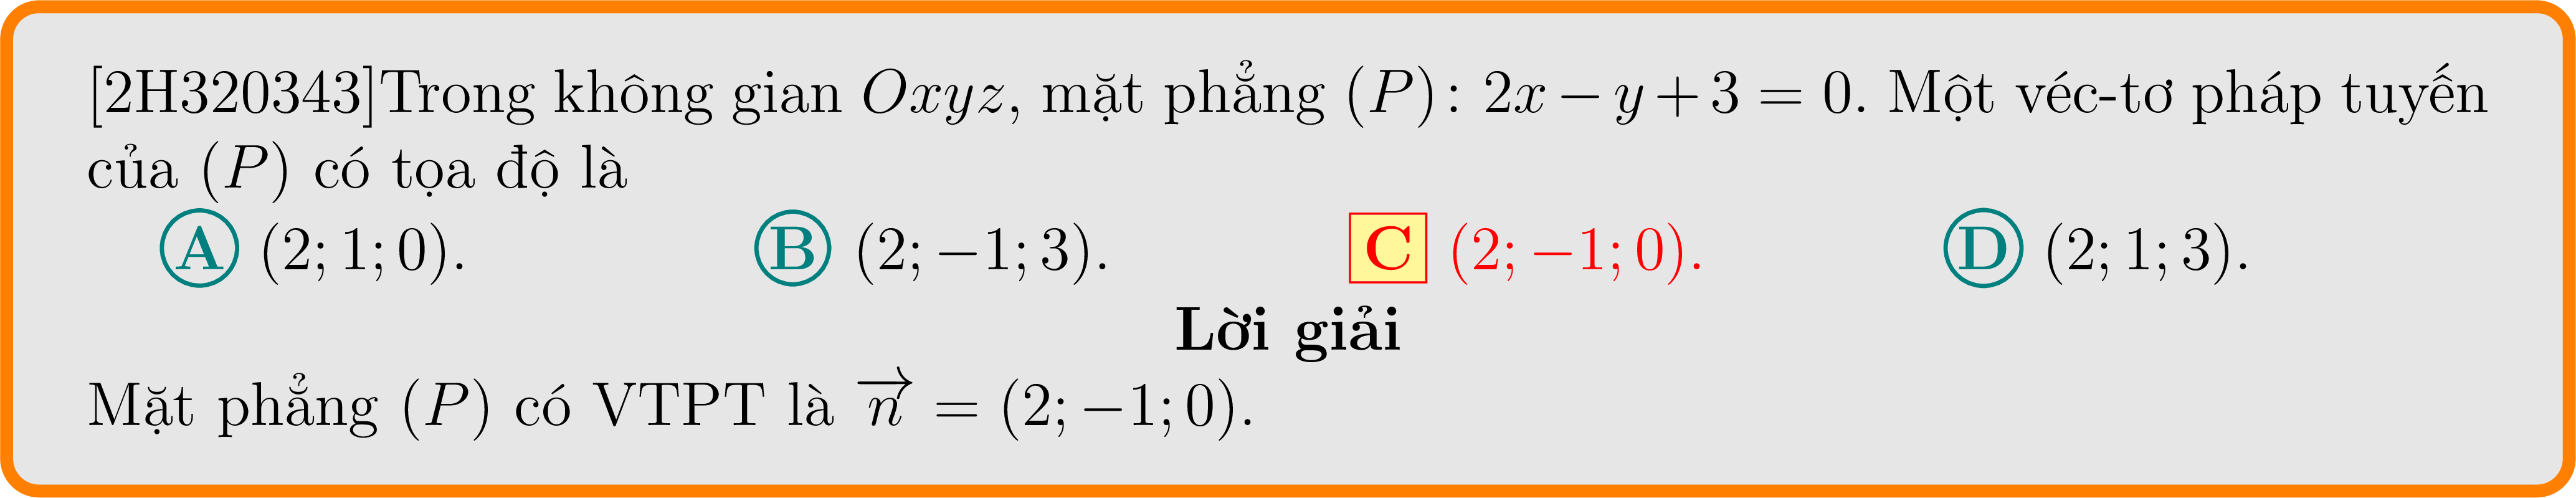 [2H320343]Trong không gian Oxyz, mặt phẳng (P): 2x − y + 3 = 0. Một véc-tơ pháp tuyến
của (P) có tọa độ là
A (2; 1; 0). B (2; −1; 3). C (2; −1; 0). D (2; 1; 3).
Lời giải
Mặt phẳng (P) có VTPT là n⃗ = (2; −1; 0).